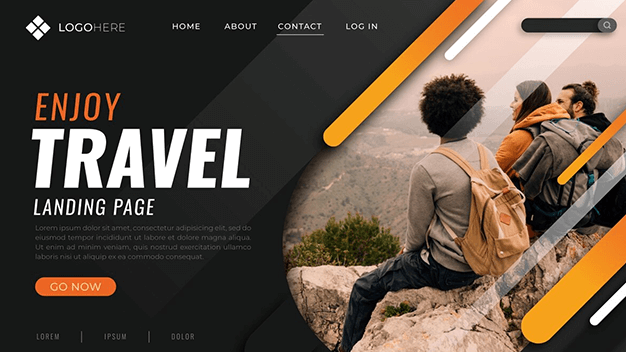 LOGOHERE
HOME ABOUT CONTACT LOG IN
ENJOY
TRAVEL
LANDING PAGE
Lorem ipsum dolor sit amet, consectetur adipiscing elit, sed do
eiusmod tempor incididunt ut labore et dolore magna aliqua.
Ut enim ad minim veniam, quis nostrud exercitation ullamco
laboris nisi ut aliquip ex ea commodo consequat.
GO NOW
LOREM IPSUM DOLOR